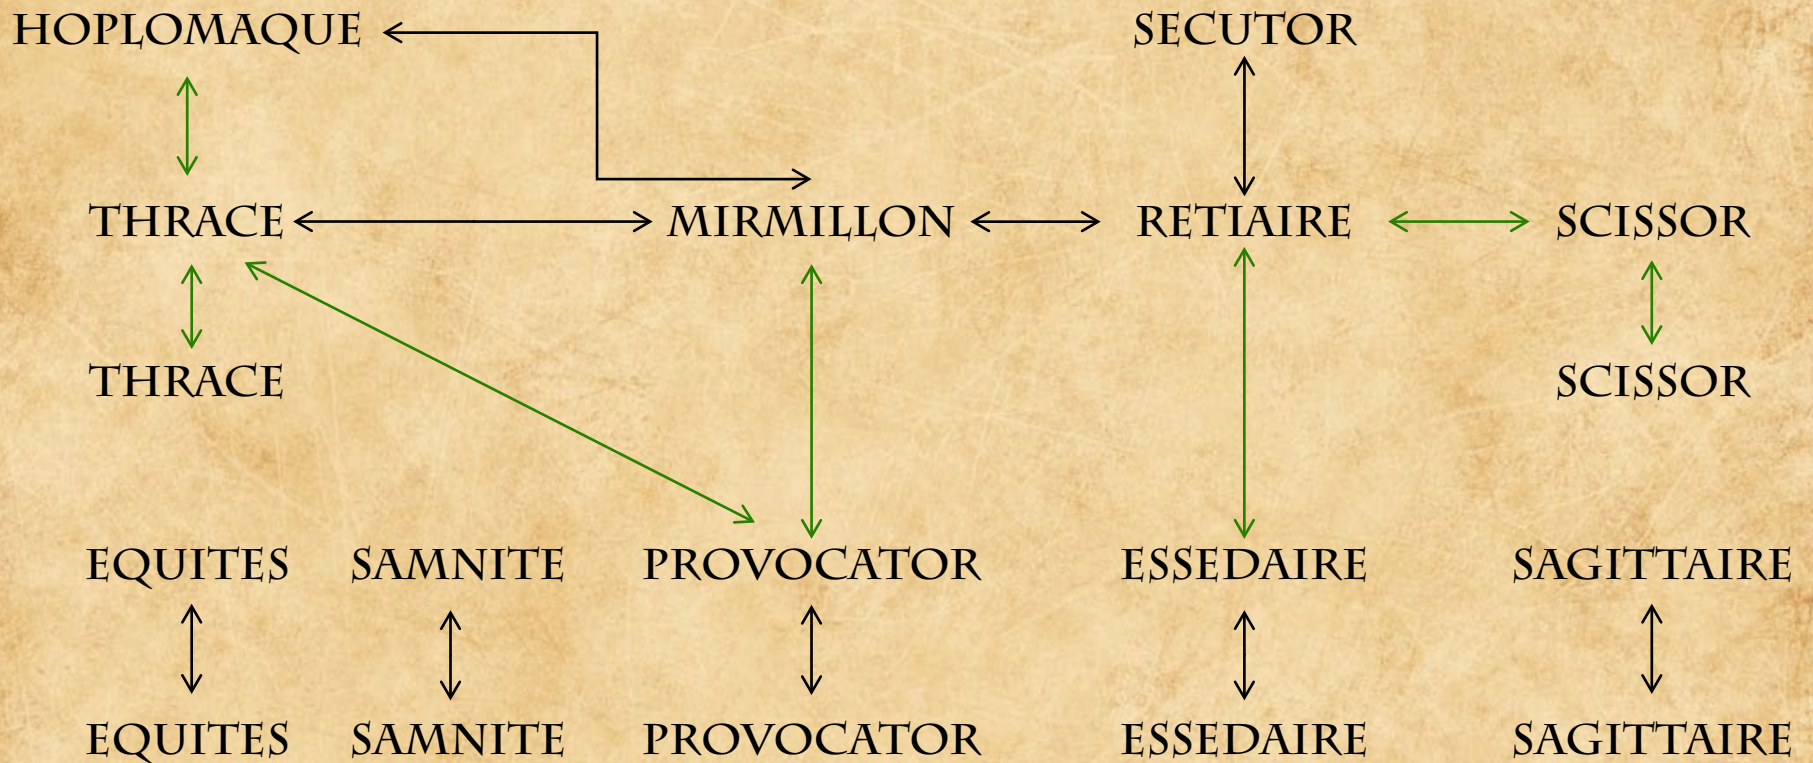 HOPLOMAQUE SECUTOR
THRACE MIRMILLON RETIAIRE SCISSOR
THRACE SCISSOR
EQUITES SAMNITE PROVOCATOR ESSEDAIRE SAGITTAIRE
EQUITES SAMNITE PROVOCATOR ESSEDAIRE SAGITTAIRE